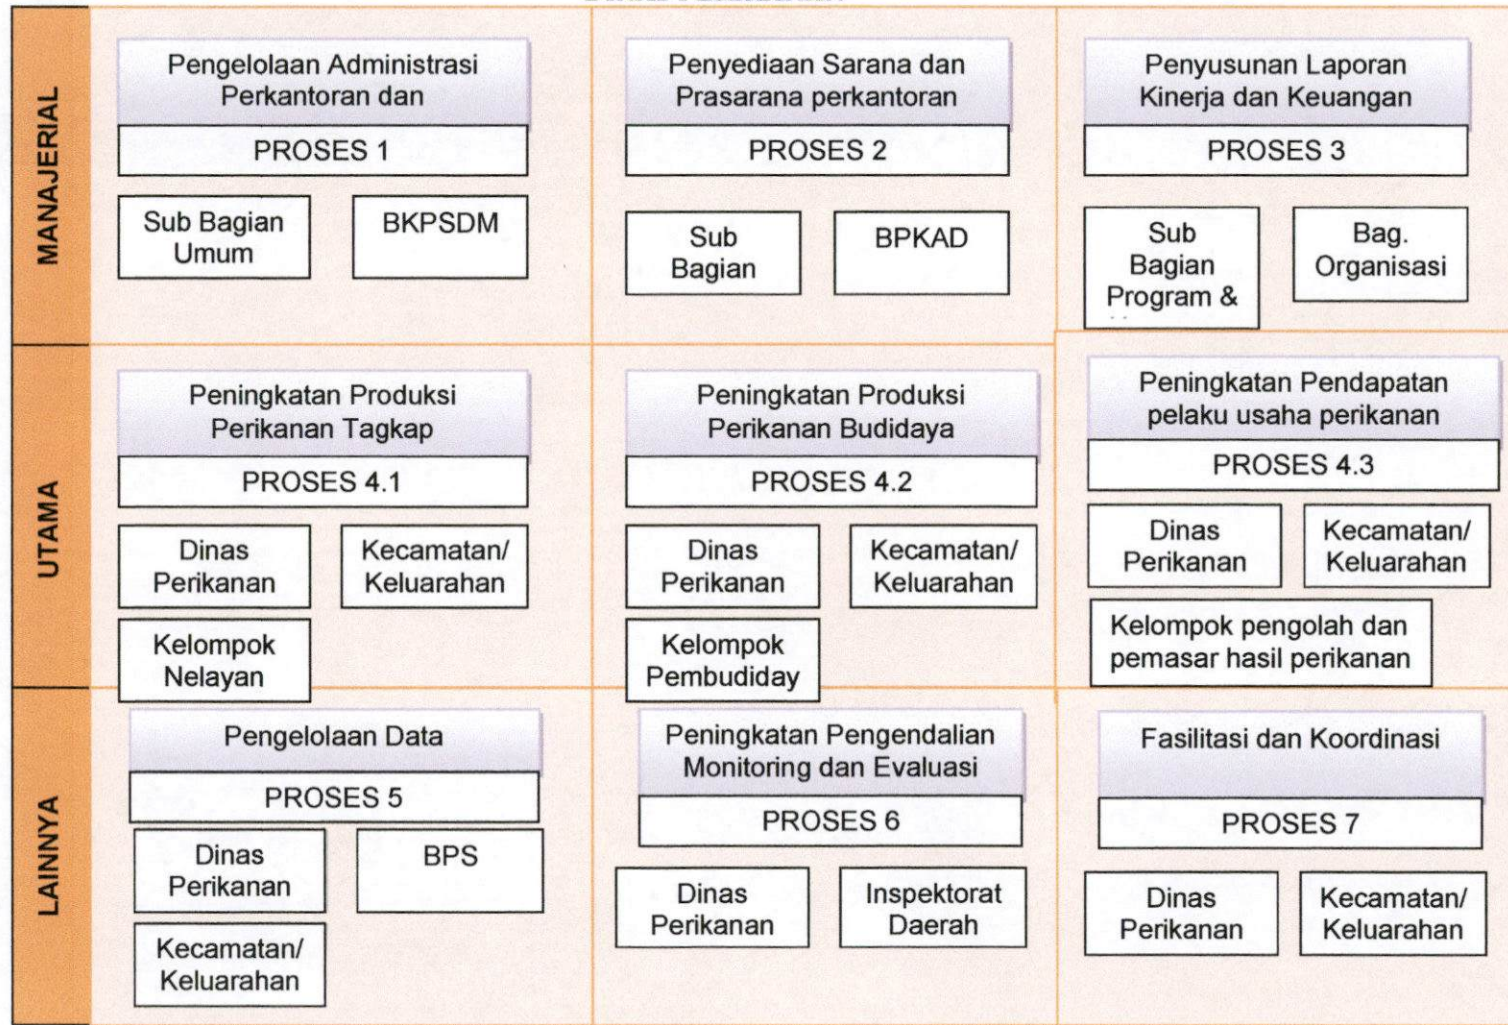 MANAJERIAL
Pengelolaan Administrasi
Perkantoran dan
PROSES 1
Sub Bagian
Umum
BKPSDM
Penyediaan Sarana dan
Prasarana perkantoran
PROSES 2
Sub
Bagian
BPKAD
Penyusunan Laporan
Kinerja dan Keuangan
PROSES 3
Sub
Bagian
Program &
Bag.
Organisasi
UTAMA
Peningkatan Produksi
Perikanan Tagkap
PROSES 4.1
Dinas
Perikanan
Kecamatan/
Keluarahan
Kelompok
Nelayan
Peningkatan Produksi
Perikanan Budidaya
PROSES 4.2
Dinas
Perikanan
Kecamatan/
Keluarahan
Kelompok
Pembudiday
Peningkatan Pendapatan
pelaku usaha perikanan
PROSES 4.3
Dinas
Perikanan
Kecamatan/
Keluarahan
Kelompok pengolah dan
pemasar hasil perikanan
LAINNYA
Pengelolaan Data
PROSES 5
Dinas
Perikanan
BPS
Kecamatan/
Keluarahan
Peningkatan Pengendalian
Monitoring dan Evaluasi
PROSES 6
Dinas
Perikanan
Inspektorat
Daerah
Fasilitasi dan Koordinasi
PROSES 7
Dinas
Perikanan
Kecamatan/
Keluarahan